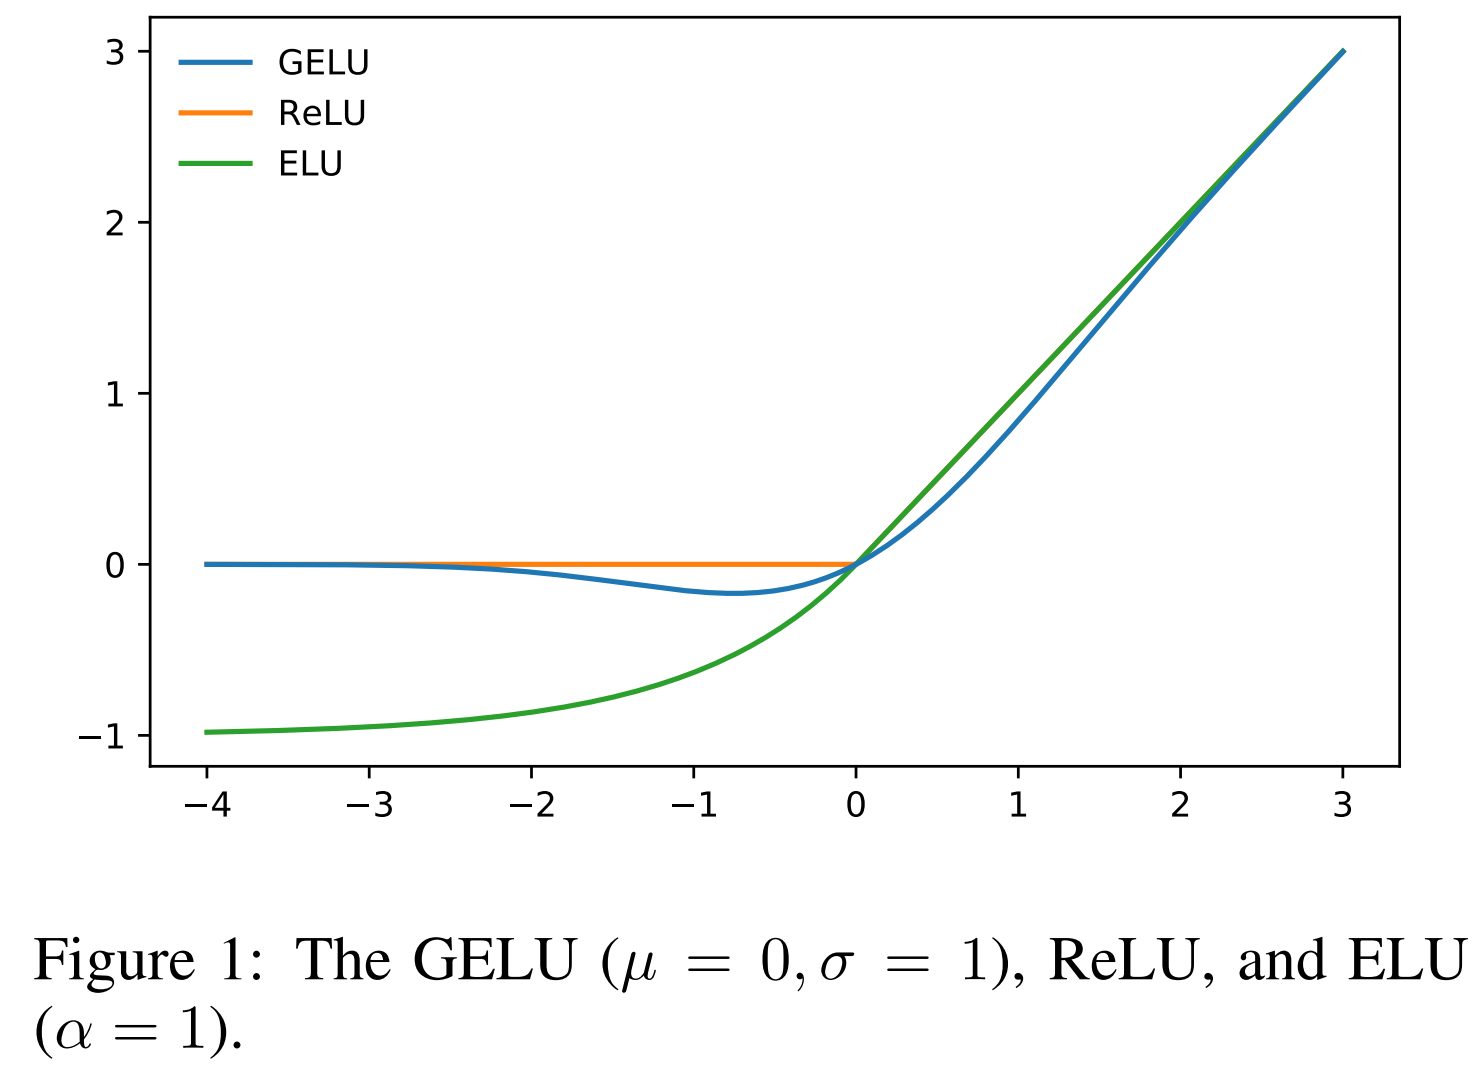 3
2
1
0
−1
GELU
ReLU
ELU
−4 −3 −2 −1 0 1 2 3
Figure 1: The GELU (μ = 0, σ = 1), ReLU, and ELU
(α = 1).